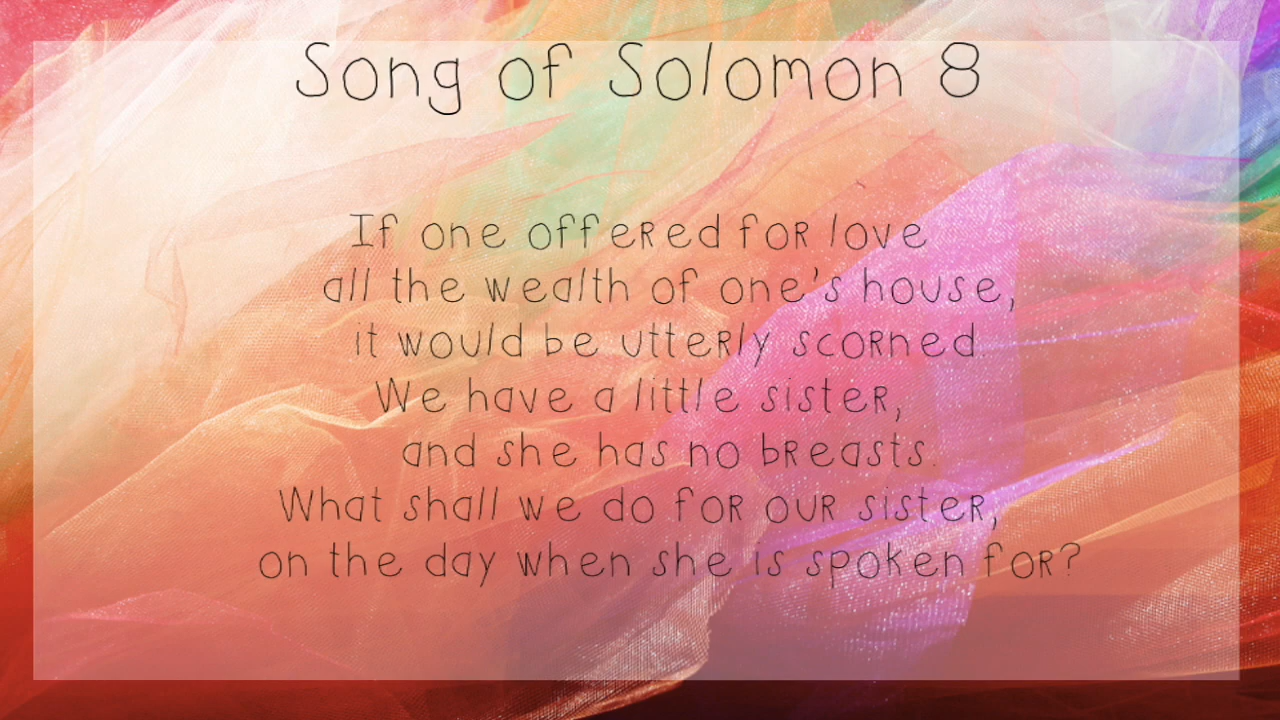 Song of Solomon 8
If one offered for love
all the wealth of one's house,
it would be utterly scorned.
We have a little sister,
and she has no breasts.
What shall we do for our sister,
on the day when she is spoken for?